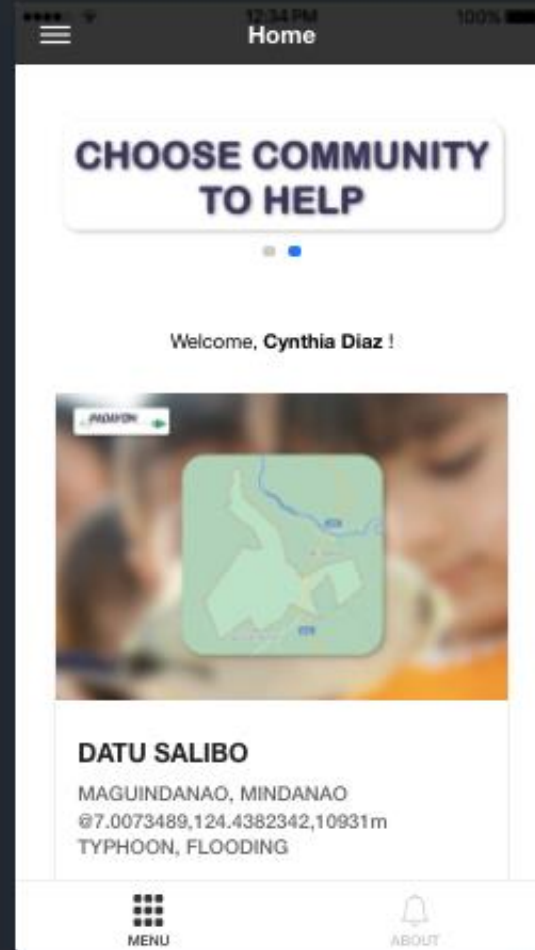 12:34 PM
100%
Home
CHOOSE COMMUNITY
TO HELP
Welcome, Cynthia Diaz !
DATU SALIBO
MAGUINDANAO, MINDANAO
@7.0073489,124.4382342,10931m
TYPHOON, FLOODING
MENU
ABOUT